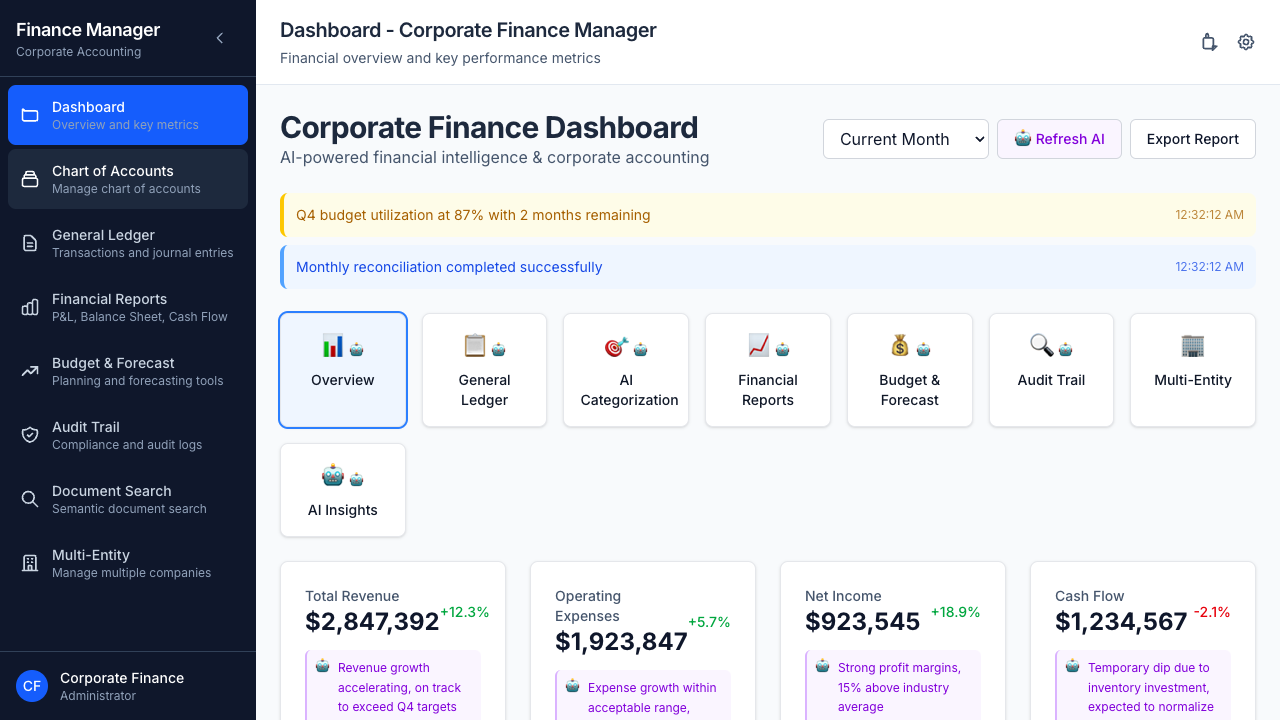 Finance Manager
Corporate Accounting
Dashboard
Overview and key metrics
Chart of Accounts
Manage chart of accounts
General Ledger
Transactions and journal entries
Financial Reports
P&L, Balance Sheet, Cash Flow
Budget & Forecast
Planning and forecasting tools
Audit Trail
Compliance and audit logs
Document Search
Semantic document search
Multi-Entity
Manage multiple companies
CF
Corporate Finance
Administrator
Dashboard - Corporate Finance Manager
Financial overview and key performance metrics
Corporate Finance Dashboard
AI-powered financial intelligence & corporate accounting
Current Month
Refresh AI
Export Report
Q4 budget utilization at 87% with 2 months remaining
12:32:12 AM
Monthly reconciliation completed successfully
12:32:12 AM
Overview
General
Ledger
AI
Categorization
Financial
Reports
Budget &
Forecast
Audit Trail
Multi-Entity
AI Insights
Total Revenue
$2,847,392
+12.3%
Revenue growth
accelerating, on track
to exceed Q4 targets
Operating
Expenses
$1,923,847
+5.7%
Expense growth within
acceptable range,
Net Income
$923,545
+18.9%
Strong profit margins,
15% above industry
average
Cash Flow
$1,234,567
-2.1%
Temporary dip due to
inventory investment,
expected to normalize